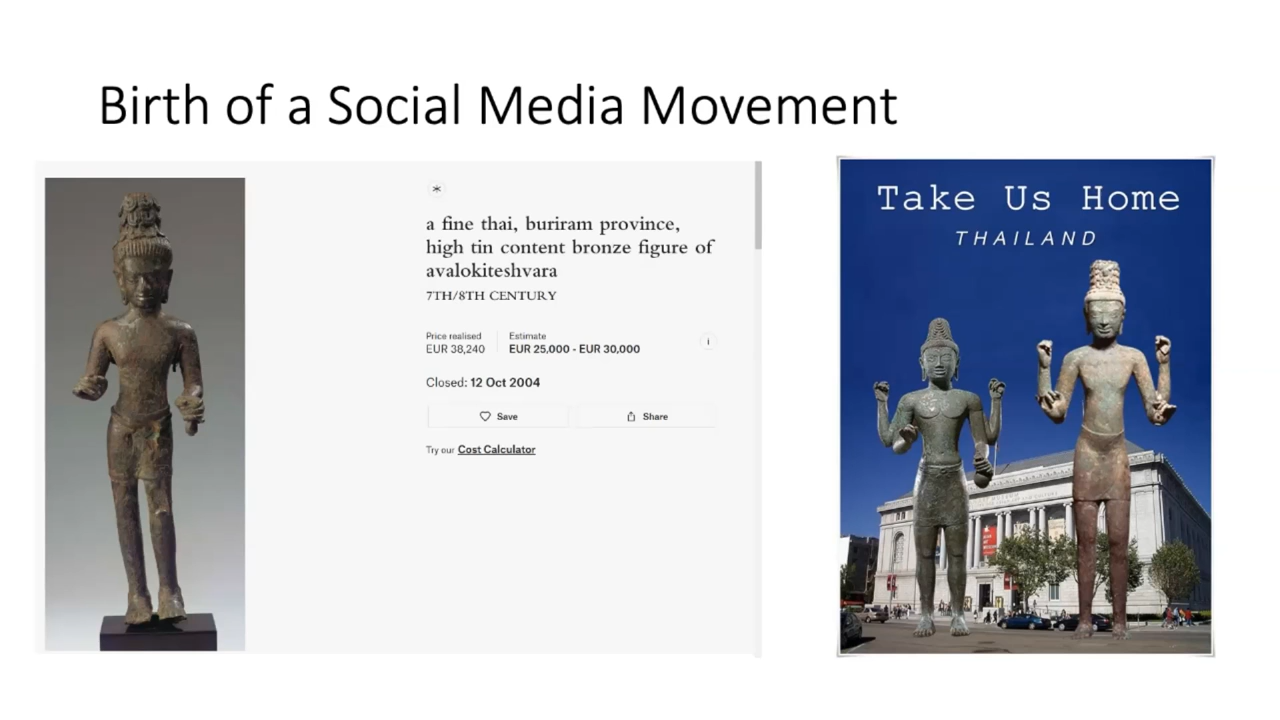 Birth of a Social Media Movement
*
a fine thai, buriram province,
high tin content bronze figure of
avalokiteshvara
7TH/8TH CENTURY
Price realised
EUR 38,240
Estimate
EUR 25,000 - EUR 30,000
i
Closed: 12 Oct 2004
Save
Share
Try our Cost Calculator
Take Us Home
THAILAND